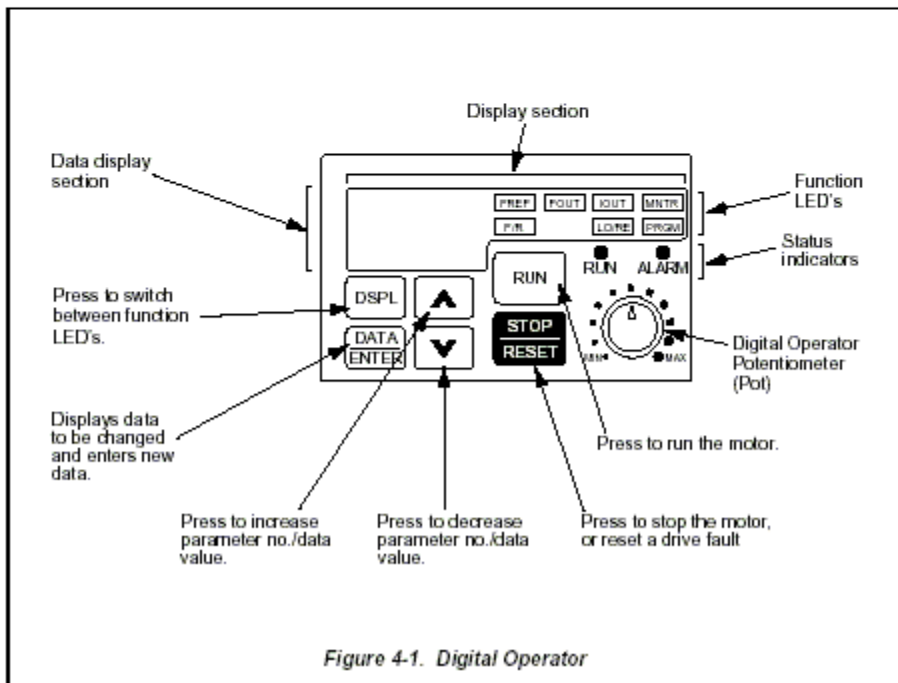 Display section
Data display
section
Function
LED's
FREF FOUT IOUT MNTR
F/R LO/RE PRGM
Status
indicators
RUN ALARM
RUN
DSPL
Press to switch
between function
LED's.
STOP
RESET
DATA
ENTER
MIN MAX
Digital Operator
Potentiometer
(Pot)
Displays data
to be changed
and enters new
data.
Press to run the motor.
Press to increase
parameter no./data
value.
Press to decrease
parameter no./data
value.
Press to stop the motor,
or reset a drive fault
Figure 4-1. Digital Operator